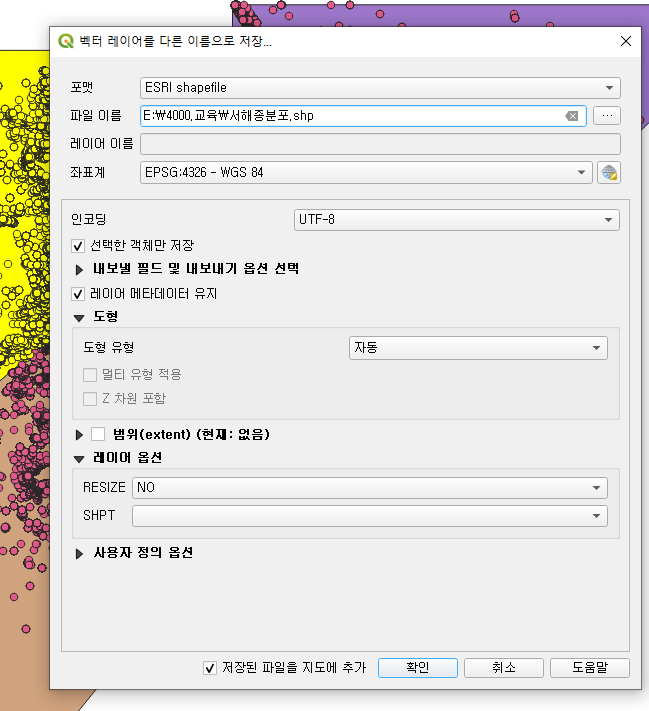 벡터 레이어를 다른 이름으로 저장...
포맷 ESRI shapefile
파일 이름 E:\4000.교육\서해종분포.shp ...
레이어 이름
좌표계 EPSG:4326 - WGS 84
인코딩 UTF-8
선택한 객체만 저장
내보낼 필드 및 내보내기 옵션 선택
레이어 메타데이터 유지
도형
도형 유형 자동
멀티 유형 적용
Z 차원 포함
범위(extent) (현재: 없음)
레이어 옵션
RESIZE NO
SHPT
사용자 정의 옵션
저장된 파일을 지도에 추가 확인 취소 도움말